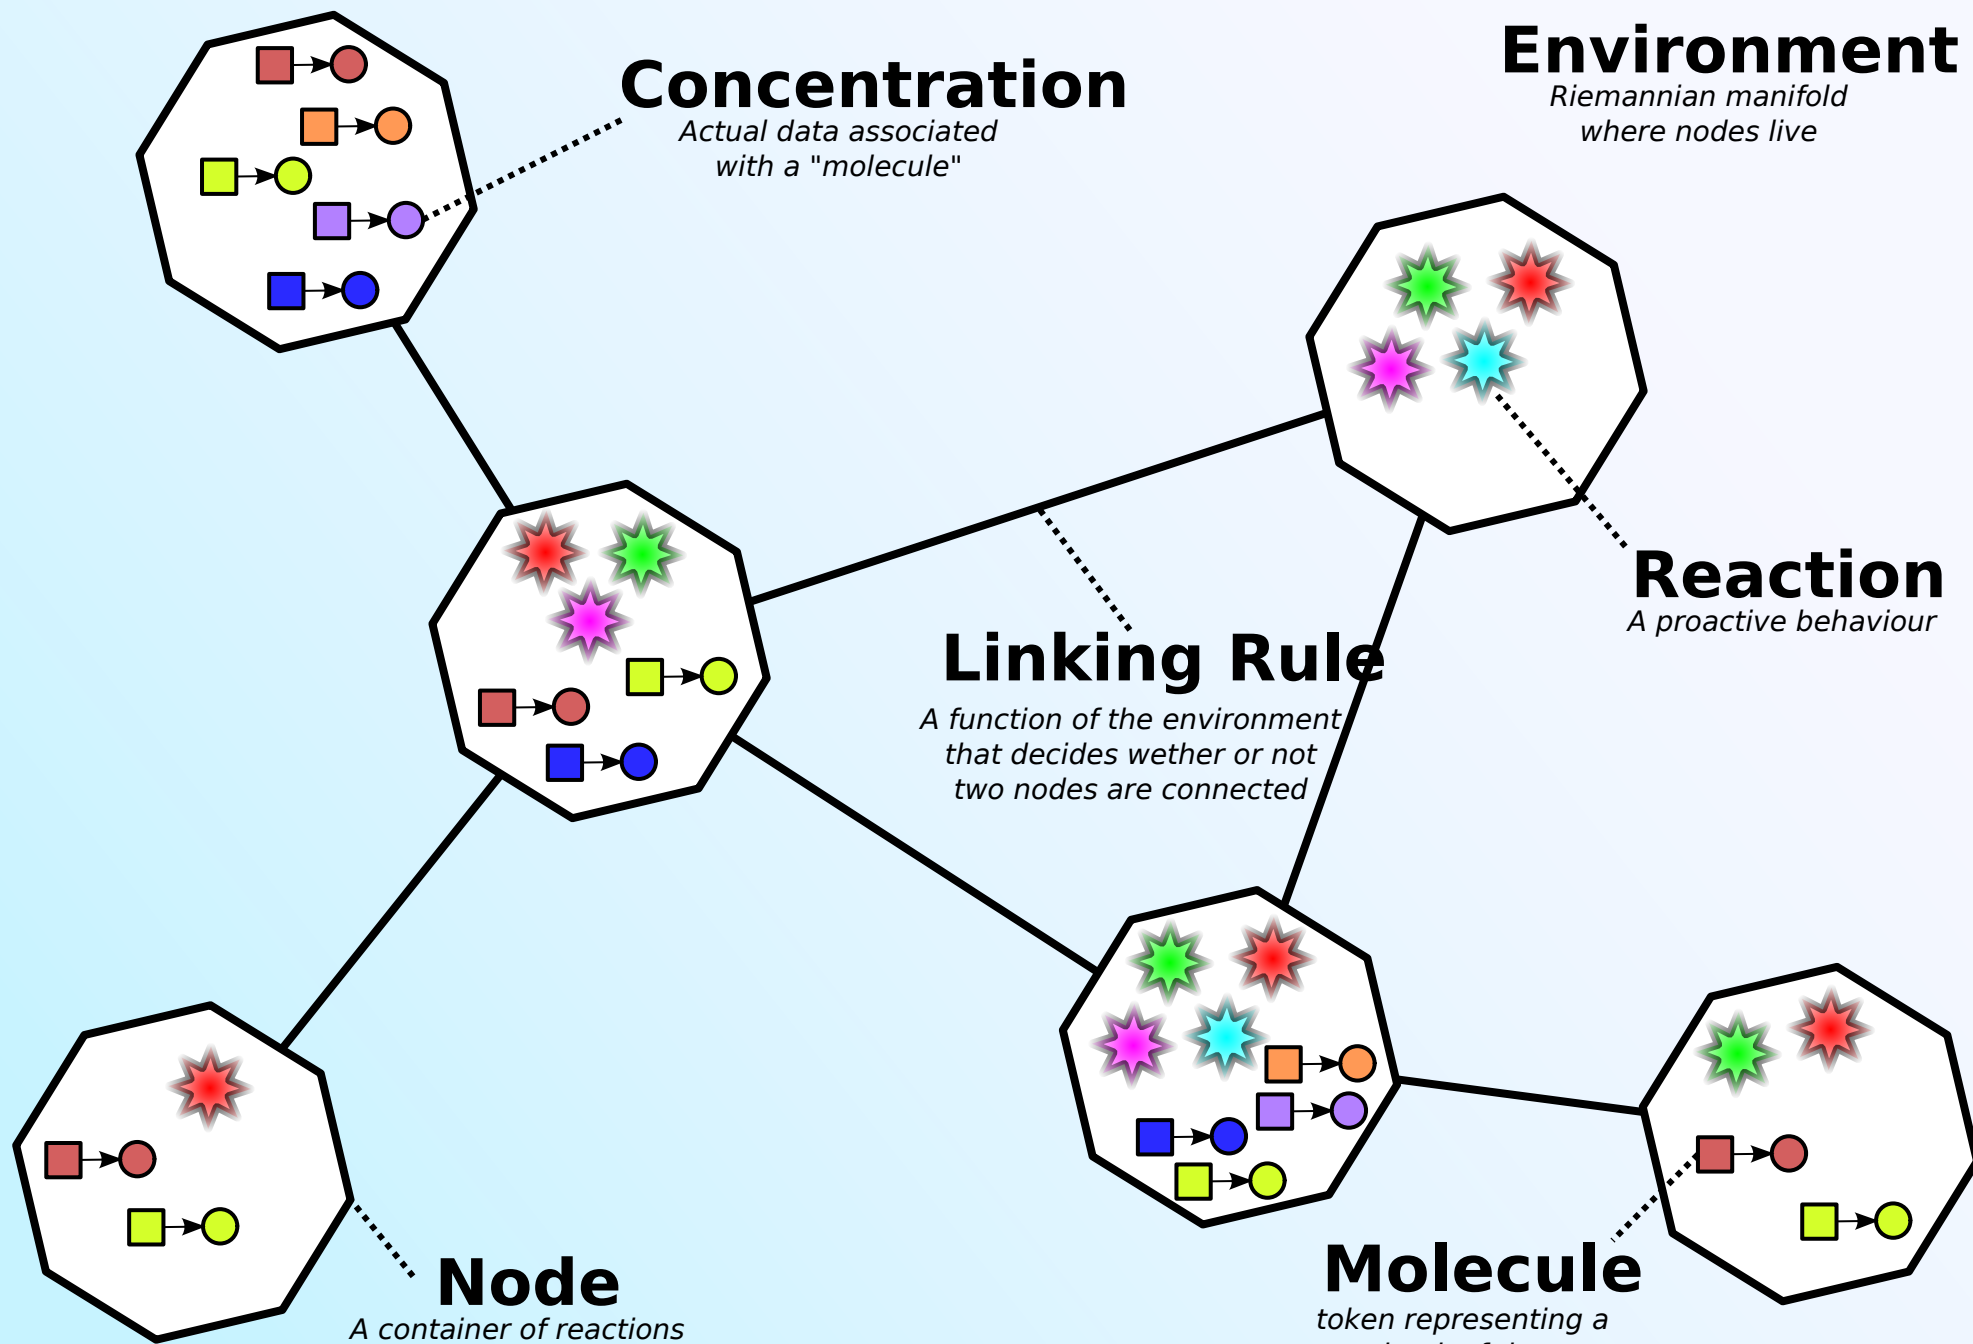 Environment
Riemannian manifold
where nodes live
Concentration
Actual data associated
with a "molecule"
Reaction
A proactive behaviour
Linking Rule
A function of the environment
that decides wether or not
two nodes are connected
Molecule
token representing a
Node
A container of reactions